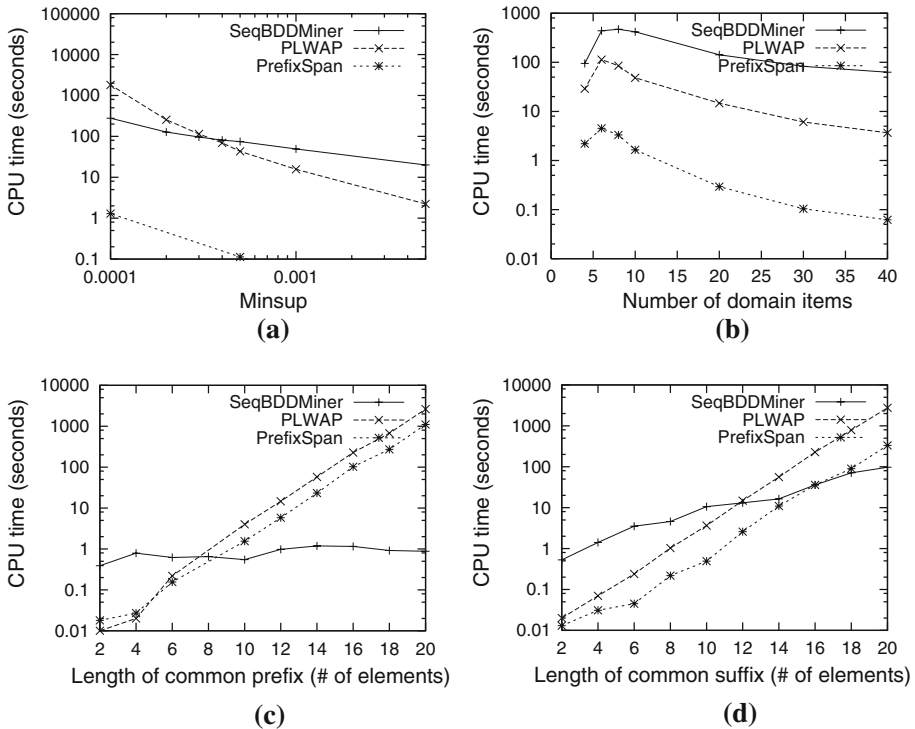 100000
10000
1000
100
10
1
0.1
CPU time (seconds)
SeqBDDMiner
PLWAP
PrefixSpan
0.0001
0.001
Minsup
(a)
1000
100
10
1
0.1
0.01
CPU time (seconds)
SeqBDDMiner
PLWAP
PrefixSpan
0 5 10 15 20 25 30 35 40
Number of domain items
(b)
10000
1000
100
10
1
0.1
0.01
CPU time (seconds)
SeqBDDMiner
PLWAP
PrefixSpan
2 4 6 8 10 12 14 16 18 20
Length of common prefix (# of elements)
(c)
10000
1000
100
10
1
0.1
0.01
CPU time (seconds)
SeqBDDMiner
PLWAP
PrefixSpan
2 4 6 8 10 12 14 16 18 20
Length of common suffix (# of elements)
(d)